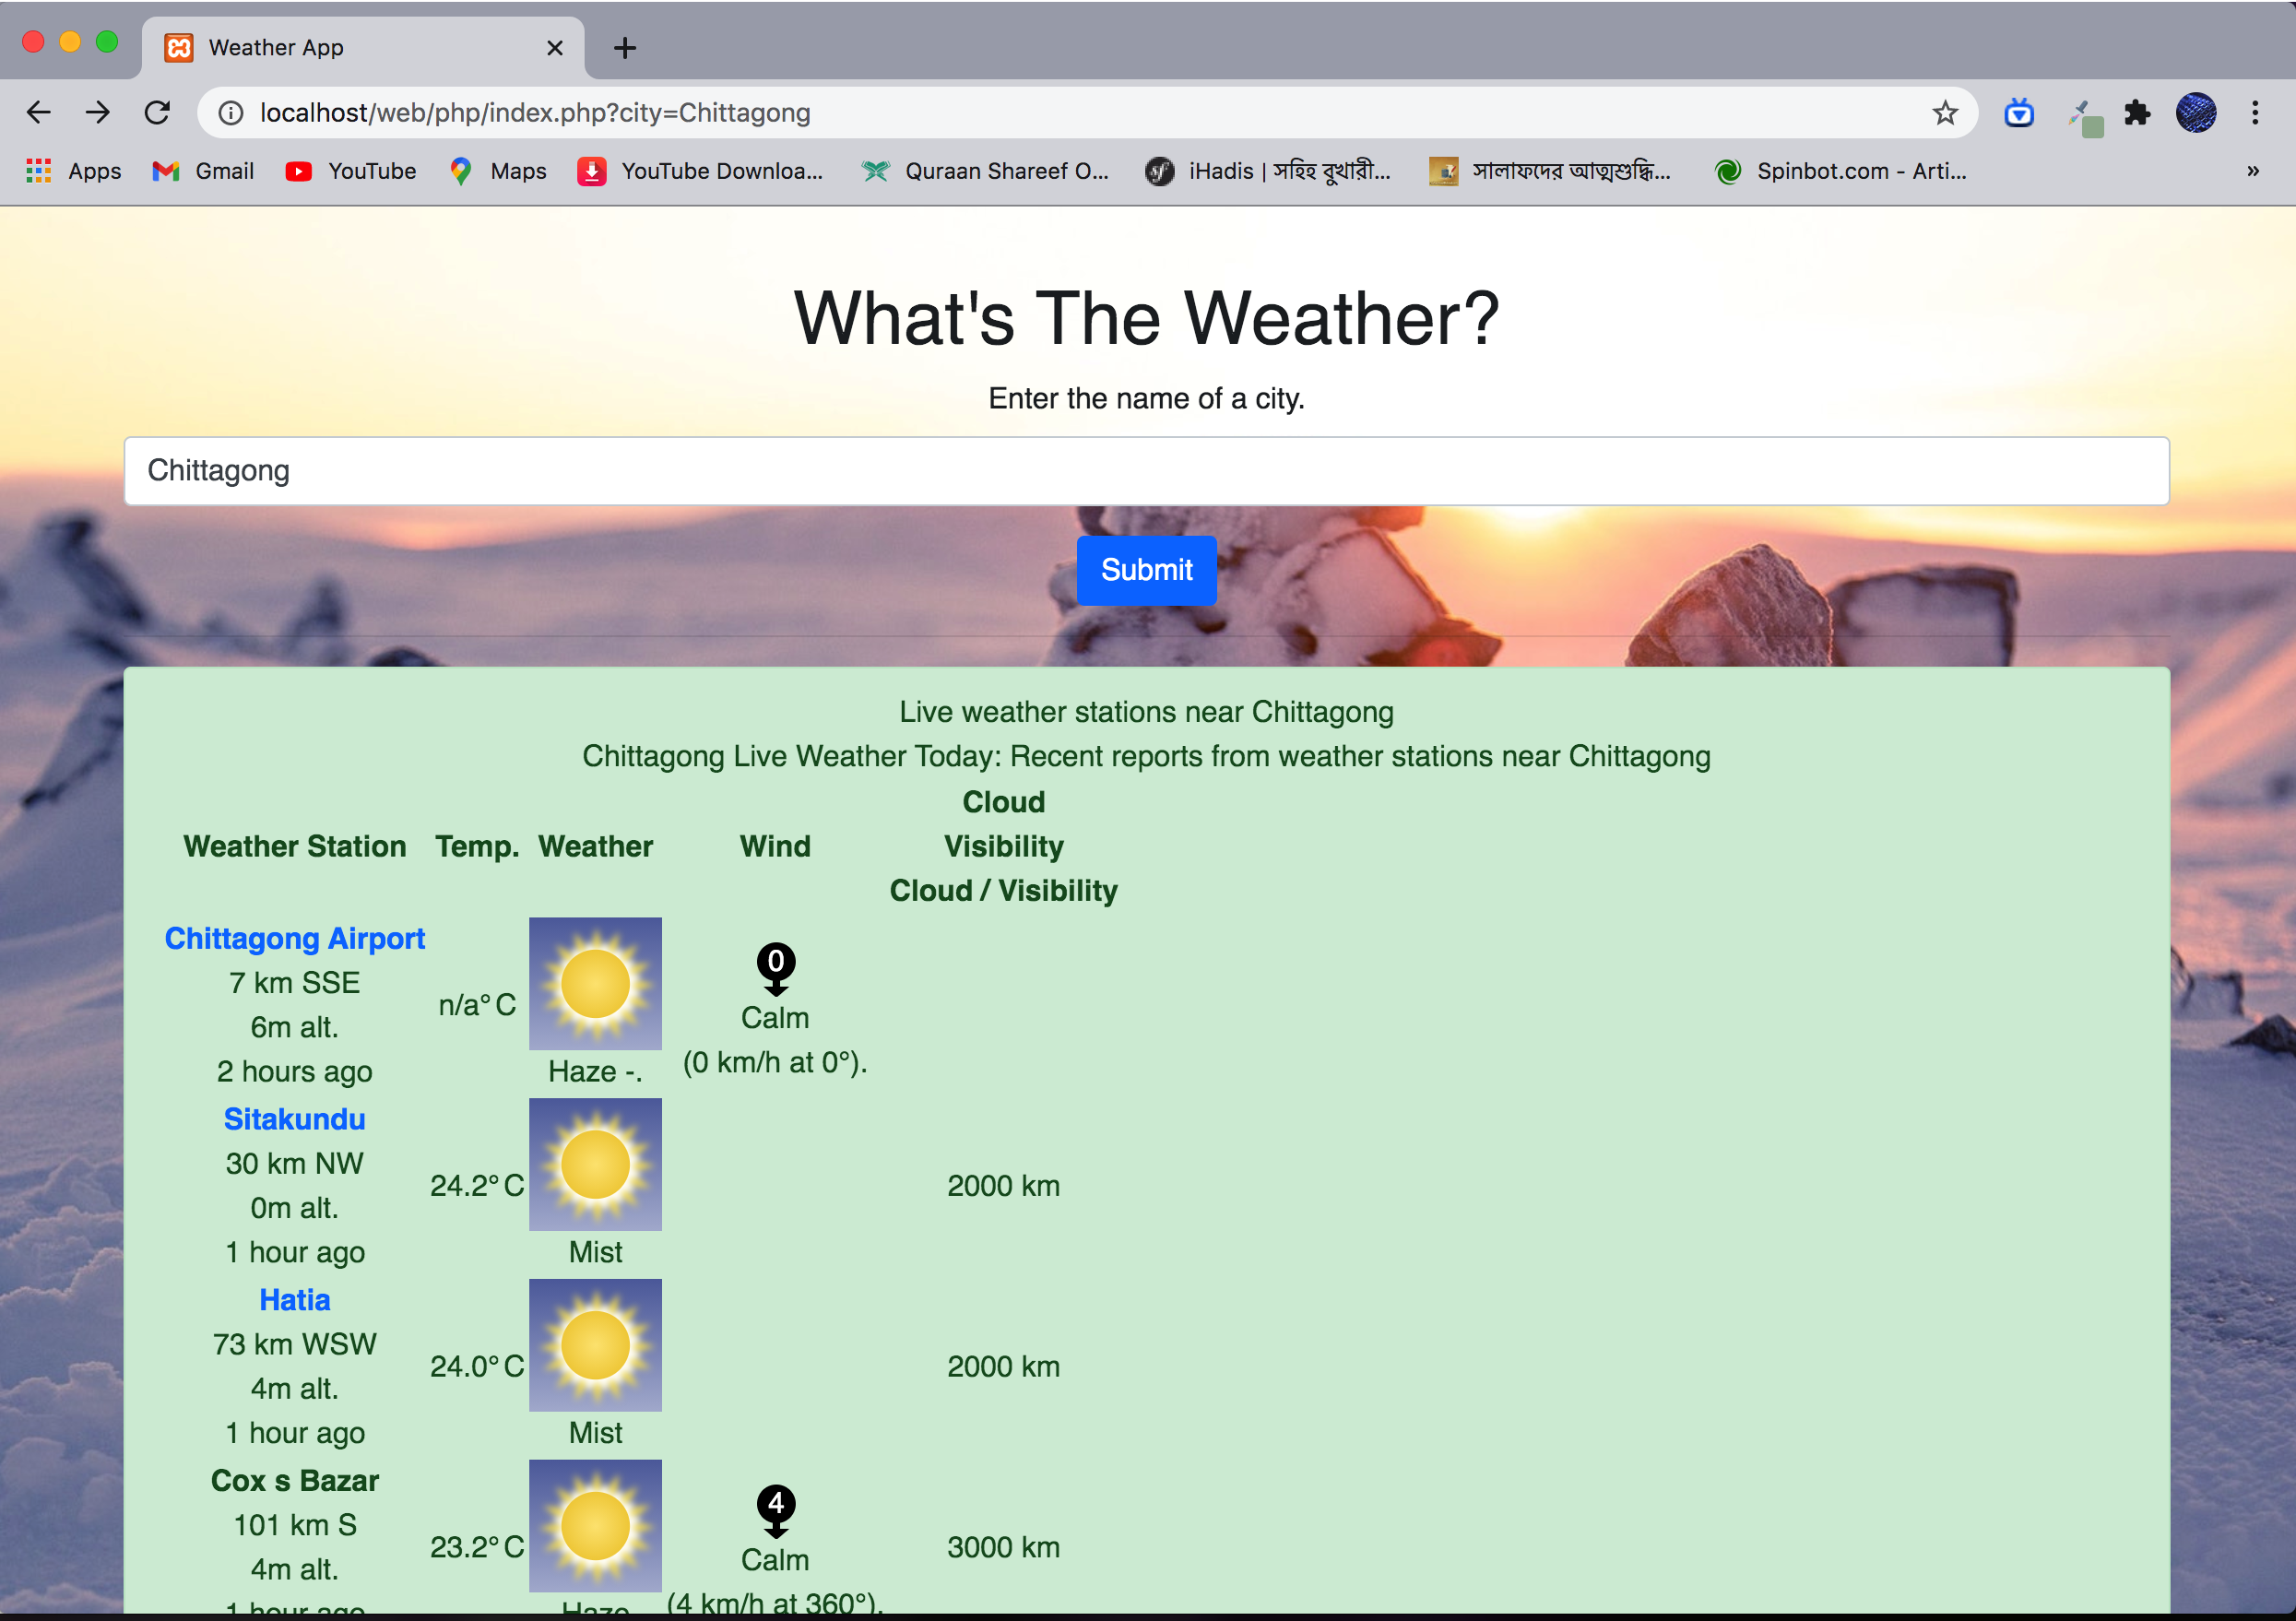 Weather App
localhost/web/php/index.php?city=Chittagong
Apps Gmail YouTube Maps YouTube Downloa... Quraan Shareef O... iHadis | সহিহ বুখারী... সালাফদের আত্মশুদ্ধি... Spinbot.com - Arti... »
What's The Weather?
Enter the name of a city.
Chittagong
Submit
Live weather stations near Chittagong
Chittagong Live Weather Today: Recent reports from weather stations near Chittagong
Cloud
Weather Station Temp. Weather Wind Visibility
Cloud / Visibility
Chittagong Airport
7 km SSE
6m alt.
2 hours ago
n/a°C
Haze -.
0
Calm
(0 km/h at 0°).
Sitakundu
30 km NW
0m alt.
1 hour ago
24.2°C
Mist
2000 km
Hatia
73 km WSW
4m alt.
1 hour ago
24.0°C
Mist
2000 km
Cox s Bazar
101 km S
4m alt.
1 hour ago
23.2°C
Haze
4
Calm
(4 km/h at 360°).
3000 km